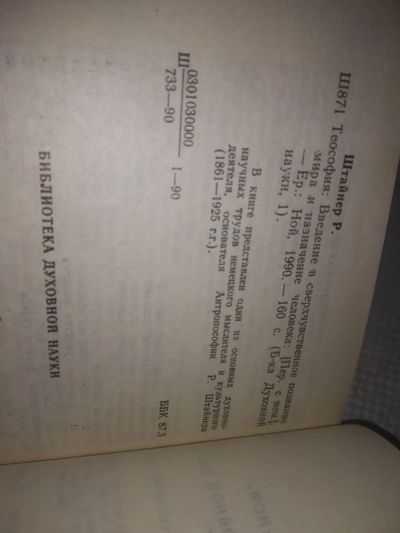 Штайнер Р.
Ш871 Теософия: Введение в сверхчувственное познание
мира и назначение человека: [Пер. с нем.]
— Ер.: Ной, 1990.— 160 с. (Б-ка Духовной
науки, 1).
В книге представлен один из основных духовно-
научных трудов немецкого мыслителя и культурного
деятеля, основателя Антропософии Р. Штайнера
(1861—1925 г.г.).
Ш 0301030000
733—90 1—90
ББК 87.3
БИБЛИОТЕКА ДУХОВНОЙ НАУКИ